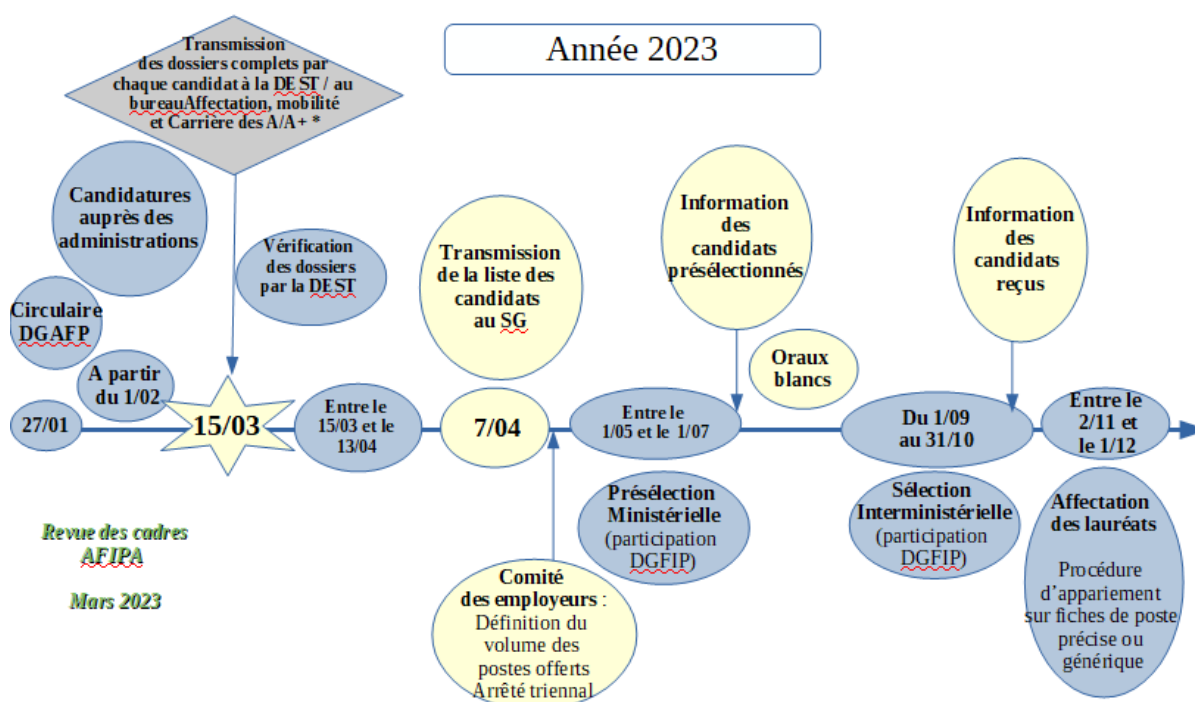 Année 2023
Transmission
des dossiers complets par
chaque candidat à la DEST / au
bureauAffectation, mobilité
et Carrière des A/A+ *
Candidatures
auprès des
administrations
Circulaire
DGAFP
Vérification
des dossiers
par la DEST
Transmission
de la liste des
candidats
au SG
Information
des
candidats
présélectionnés
Information
des
candidats
reçus
Oraux
blancs
27/01
A partir
du 1/02
15/03
Entre le
15/03 et le
13/04
7/04
Entre le
1/05 et le 1/07
Du 1/09
au 31/10
Entre le
2/11 et
le 1/12
Revue des cadres
AFIPA
Mars 2023
Comité
des employeurs :
Définition du
volume des
postes offerts
Arrêté triennal
Présélection
Ministérielle
(participation
DGFIP)
Sélection
Interministérielle
(participation
DGFIP)
Affectation
des lauréats
Procédure
d'appariement
sur fiches de poste
précise ou
générique